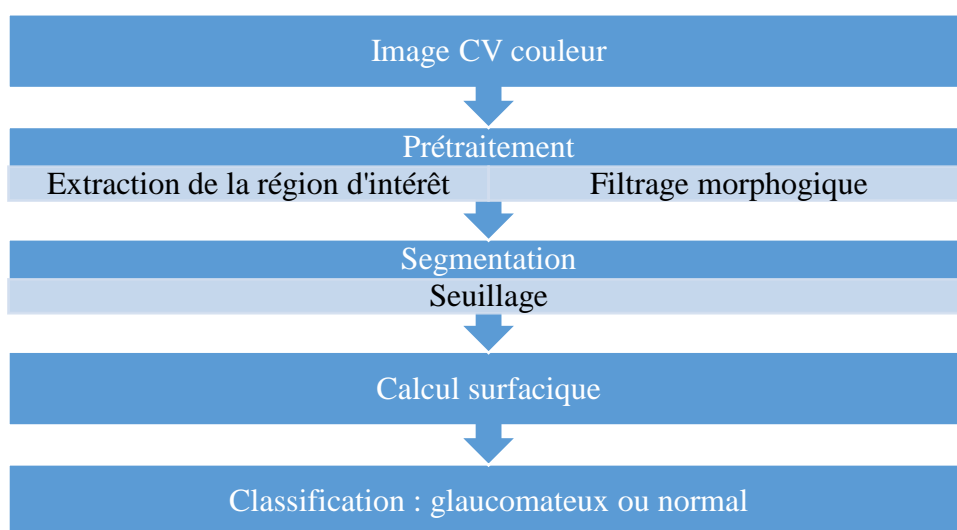 Image CV couleur
Prétraitement
Extraction de la région d'intérêt
Filtrage morphogique
Segmentation
Seuillage
Calcul surfacique
Classification : glaucomateux ou normal